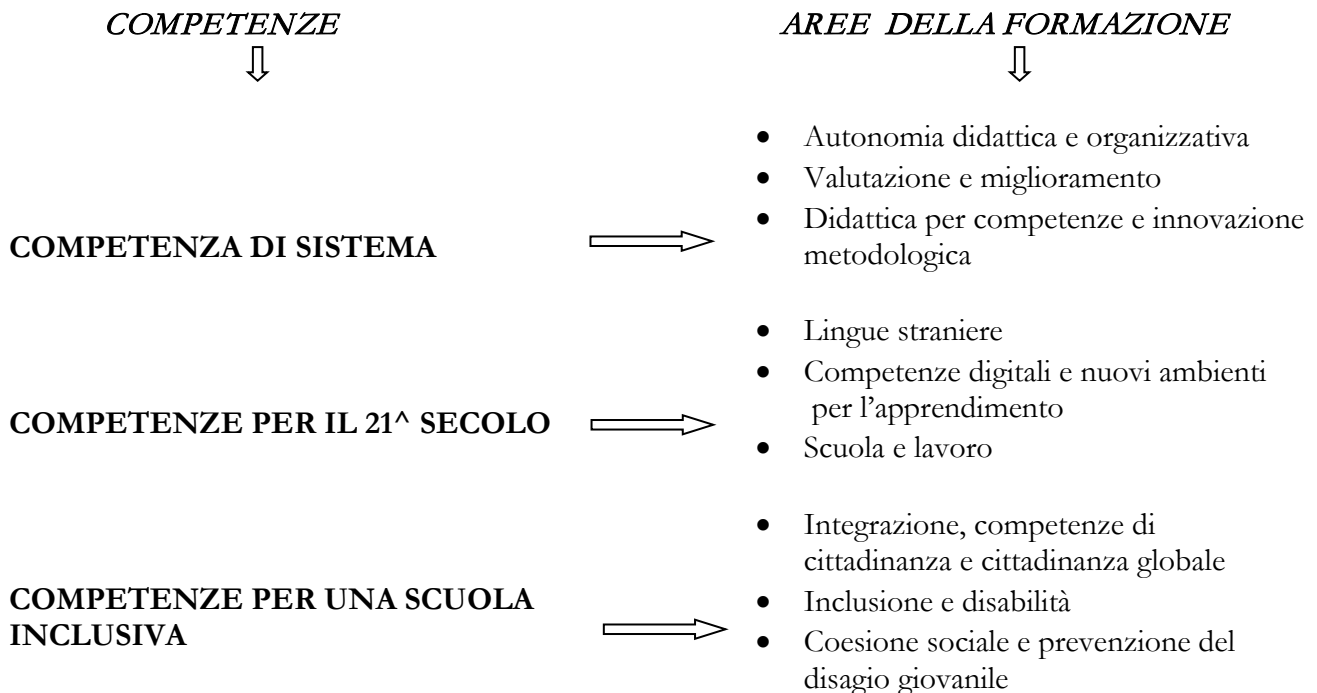 COMPETENZE
AREE DELLA FORMAZIONE
• Autonomia didattica e organizzativa
• Valutazione e miglioramento
• Didattica per competenze e innovazione
metodologica
COMPETENZA DI SISTEMA
• Lingue straniere
• Competenze digitali e nuovi ambienti
per l'apprendimento
COMPETENZE PER IL 21^ SECOLO
• Scuola e lavoro
• Integrazione, competenze di
cittadinanza e cittadinanza globale
COMPETENZE PER UNA SCUOLA
INCLUSIVA
• Inclusione e disabilità
• Coesione sociale e prevenzione del
disagio giovanile